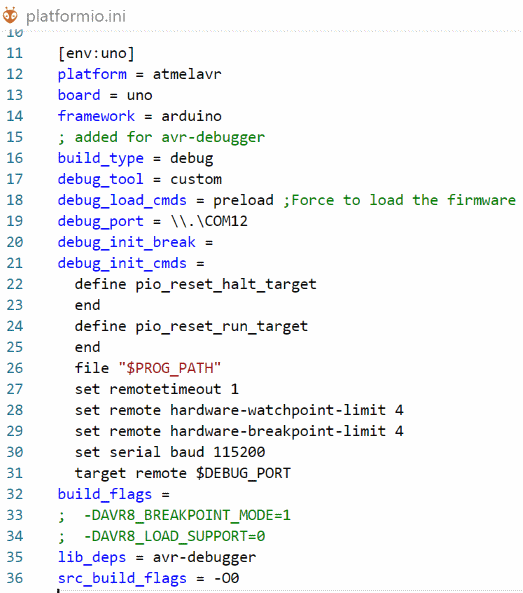 platformio.ini
10
11 [env:uno]
12 platform = atmelavr
13 board = uno
14 framework = arduino
15 ; added for avr-debugger
16 build_type = debug
17 debug_tool = custom
18 debug_load_cmds = preload ;Force to load the firmware
19 debug_port = \\.\COM12
20 debug_init_break =
21 debug_init_cmds =
22   define pio_reset_halt_target
23   end
24   define pio_reset_run_target
25   end
26   file "$PROG_PATH"
27   set remotetimeout 1
28   set remote hardware-watchpoint-limit 4
29   set remote hardware-breakpoint-limit 4
30   set serial baud 115200
31   target remote $DEBUG_PORT
32 build_flags =
33 ;  -DAVR8_BREAKPOINT_MODE=1
34 ;  -DAVR8_LOAD_SUPPORT=0
35 lib_deps = avr-debugger
36 src_build_flags = -O0